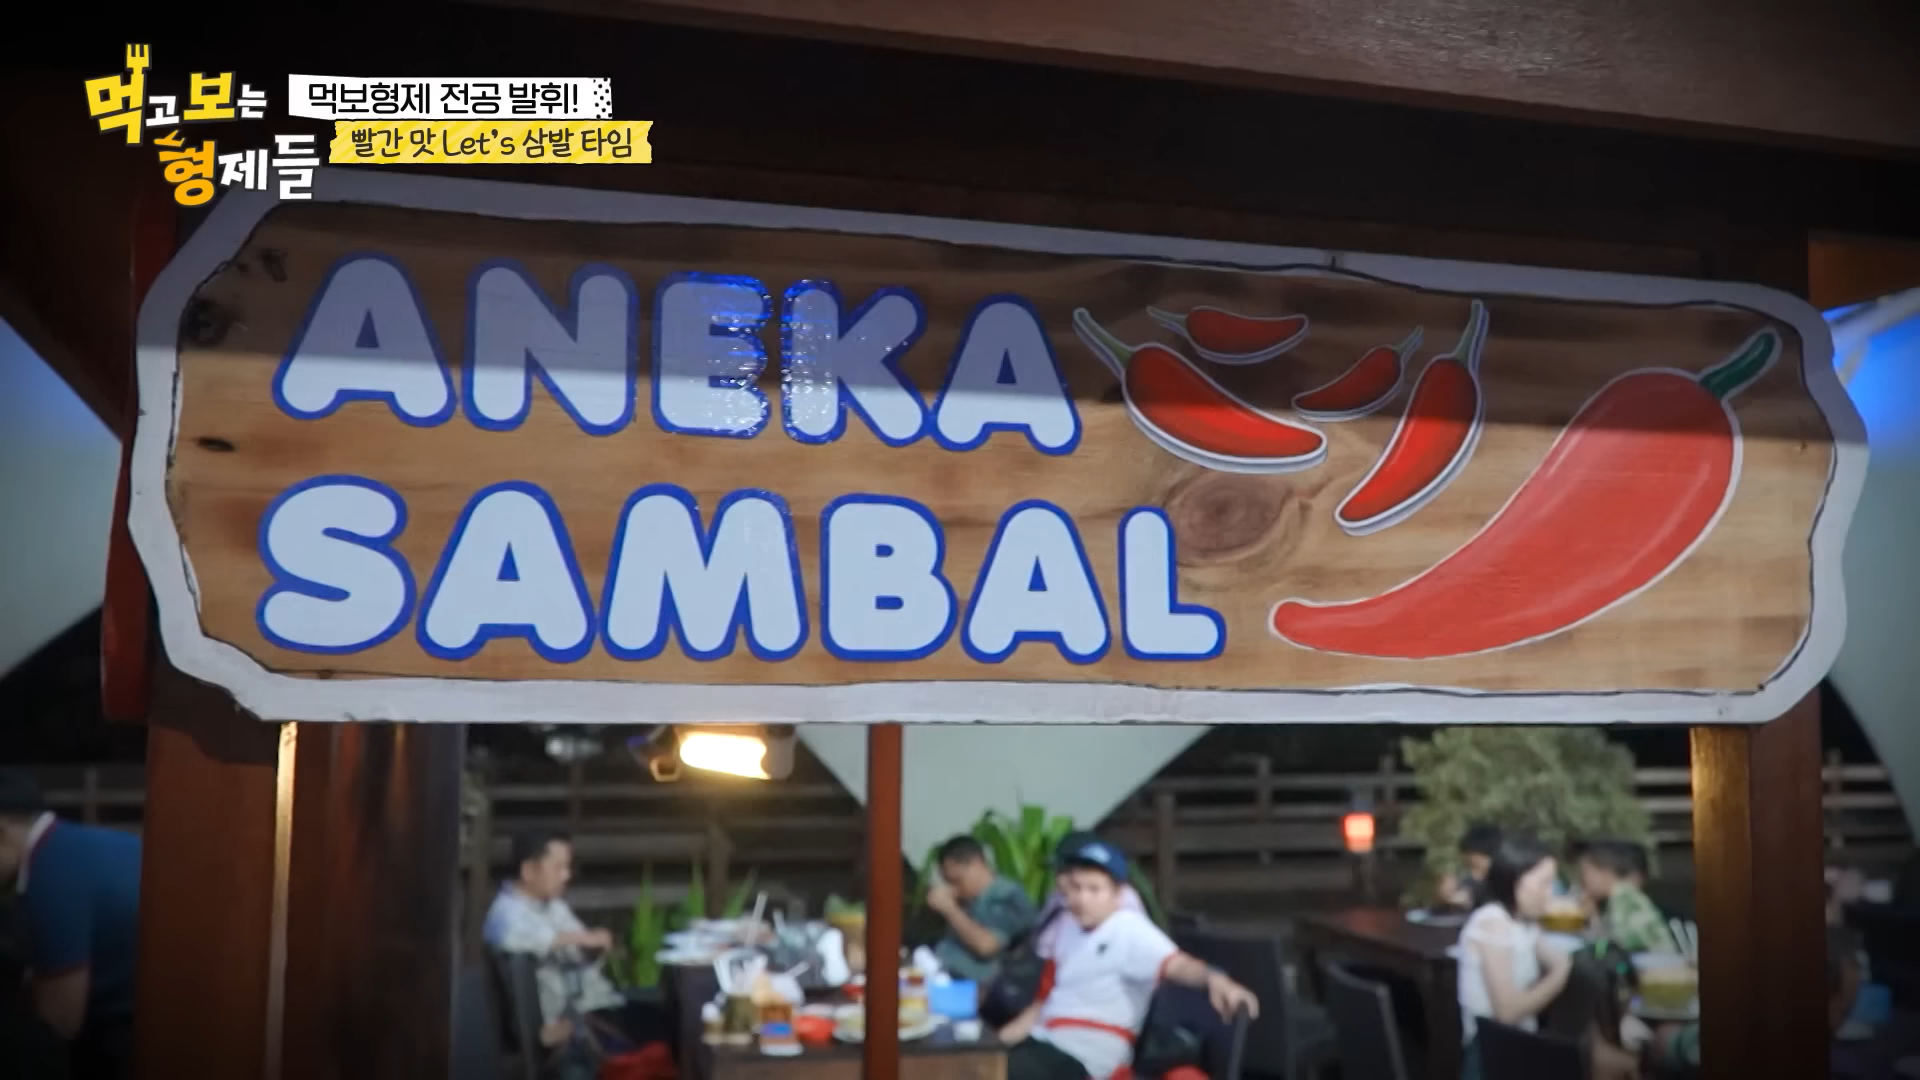 먹고 보는
형제들
먹보형제 전공 발휘!
빨간 맛 Let's 삼발 타임
ANEKA
SAMBAL